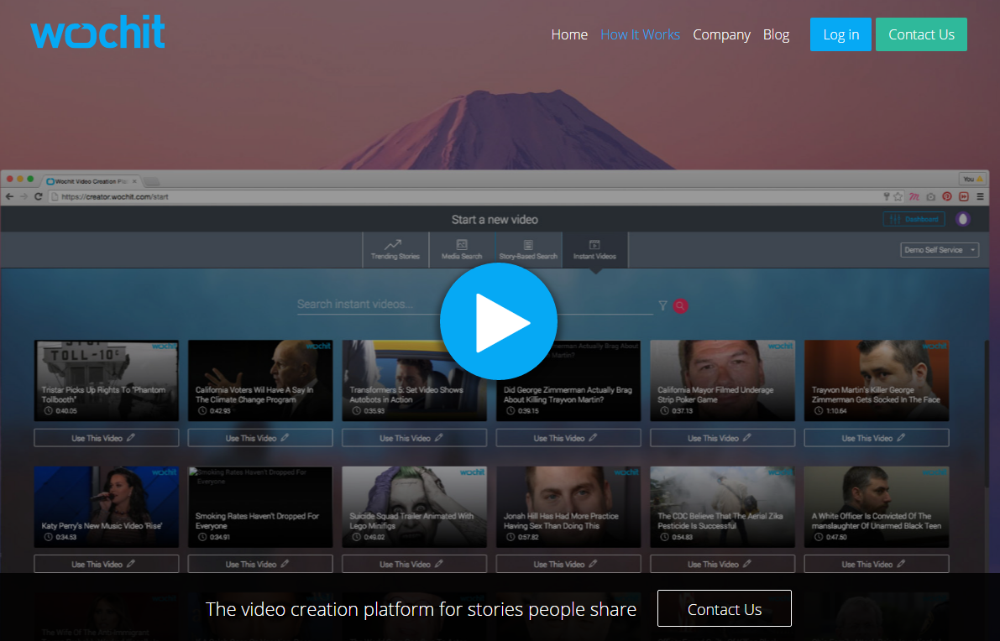 wochit
Home How It Works Company Blog Log in Contact Us
Wochit Video Creation Pla
You
https://creator.wochit.com/start
Start a new video
Dashboard
Trending Stories Media Search Story-Based Search Instant Videos
Demo Self Service
Search instant videos...
TOLL-10¢
wochit
Tristar Picks Up Rights To "Phantom
Tollbooth"
0:40.05
Use This Video
wochit
California Voters Will Have A Say In
The Climate Change Program
0:42.93
Use This Video
Transformers 5: Set Video Shows
Autobots in Action
0:35.93
Use This Video
Zimmerman Actually Brag About
Killing Trayvon Martin?
Did George Zimmerman Actually Brag
About Killing Trayvon Martin?
0:39.15
Use This Video
wochit
California Mayor Filmed Underage
Strip Poker Game
0:37.13
Use This Video
wochit
Trayvon Martin's Killer George
Zimmerman Gets Socked In The Face
1:10.64
Use This Video
wochit
Katy Perry's New Music Video 'Rise'
0:34.53
Use This Video
Smoking Rates Haven't Dropped For
Everyone
Smoking Rates Haven't Dropped For
Everyone
0:34.91
Use This Video
wochit
Suicide Squad Trailer Animated With
Lego Minifigs
0:49.02
Use This Video
wochit
Jonah Hill Has Had More Practice
Having Sex Than Doing This
0:57.82
Use This Video
wochit
The CDC Believe That The Aerial Zika
Pesticide Is Successful
0:54.83
Use This Video
wochit
A White Officer Is Convicted Of The
manslaughter Of Unarmed Black Teen
0:47.50
Use This Video
The video creation platform for stories people share
Contact Us
The Wife Of The Anti-Immigrant